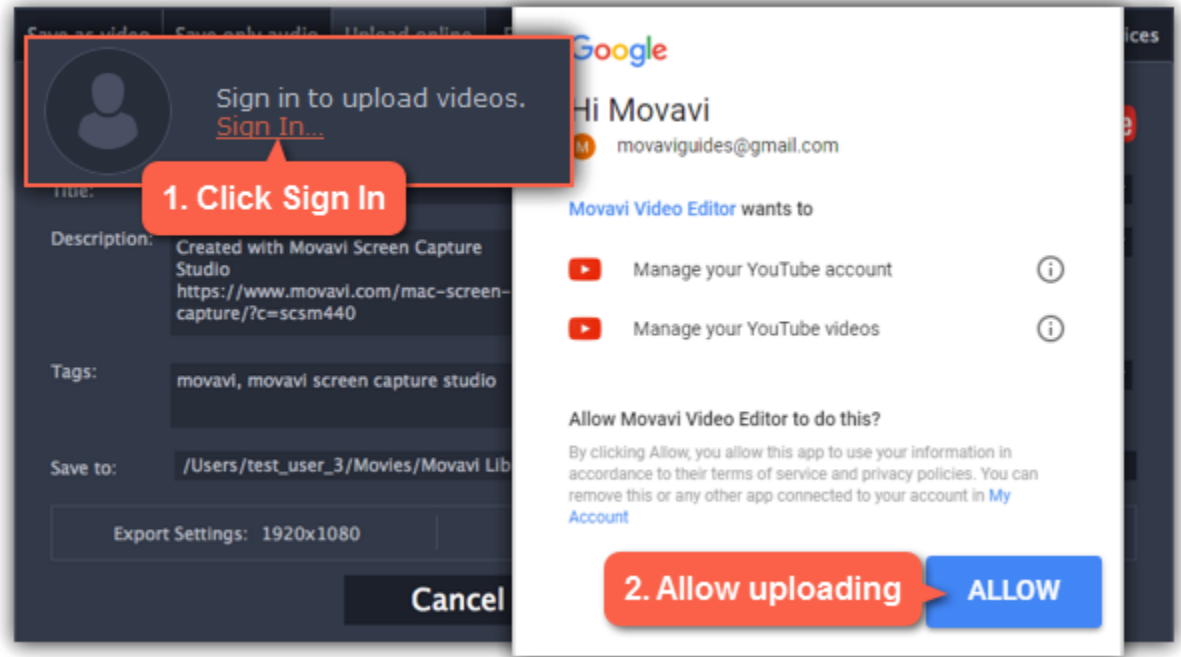 Save as video Save only audio Upload online
ices
Sign in to upload videos.
Sign In...
1. Click Sign In
Title:
Description:
Created with Movavi Screen Capture
Studio
https://www.movavi.com/mac-screen-
capture/?c=scsm440
Tags:
movavi, movavi screen capture studio
Save to:
/Users/test_user_3/Movies/Movavi Lib
Export Settings: 1920x1080
Cancel
Google
Hi Movavi
M movaviguides@gmail.com
Movavi Video Editor wants to
Manage your YouTube account
Manage your YouTube videos
Allow Movavi Video Editor to do this?
By clicking Allow, you allow this app to use your information in
accordance to their terms of service and privacy policies. You can
remove this or any other app connected to your account in My
Account
2. Allow uploading
ALLOW